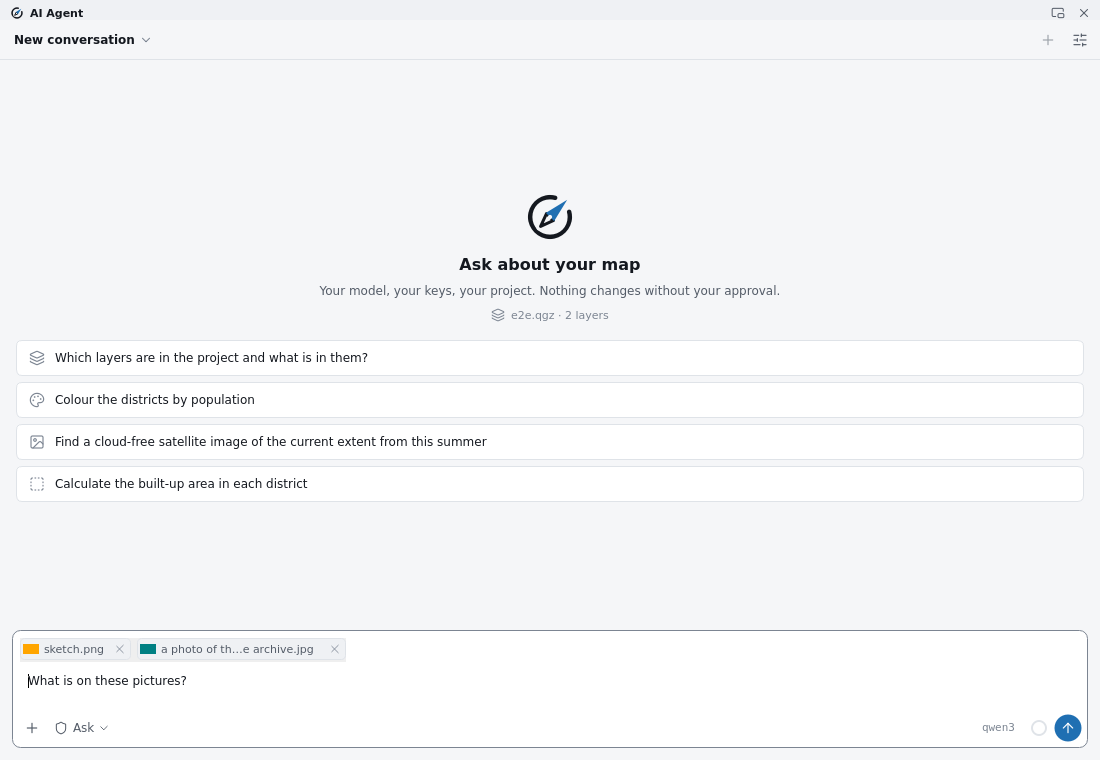 AI Agent
New conversation
Ask about your map
Your model, your keys, your project. Nothing changes without your approval.
e2e.qgz · 2 layers
Which layers are in the project and what is in them?
Colour the districts by population
Find a cloud-free satellite image of the current extent from this summer
Calculate the built-up area in each district
sketch.png
a photo of th...e archive.jpg
What is on these pictures?
Ask
qwen3